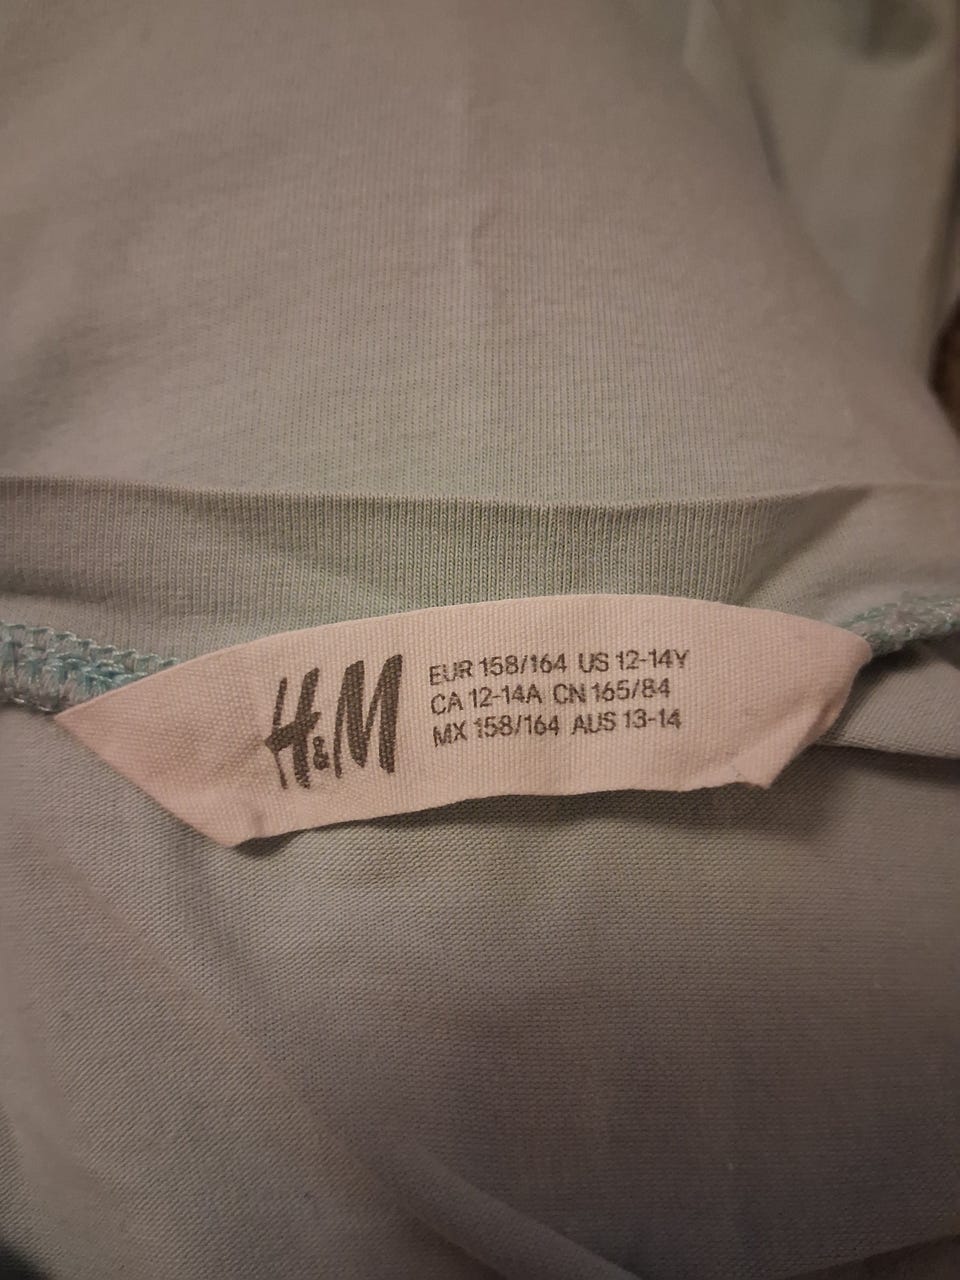 H&M
EUR 158/164 US 12-14Y
CA 12-14A CN 165/84
MX 158/164 AUS 13-14